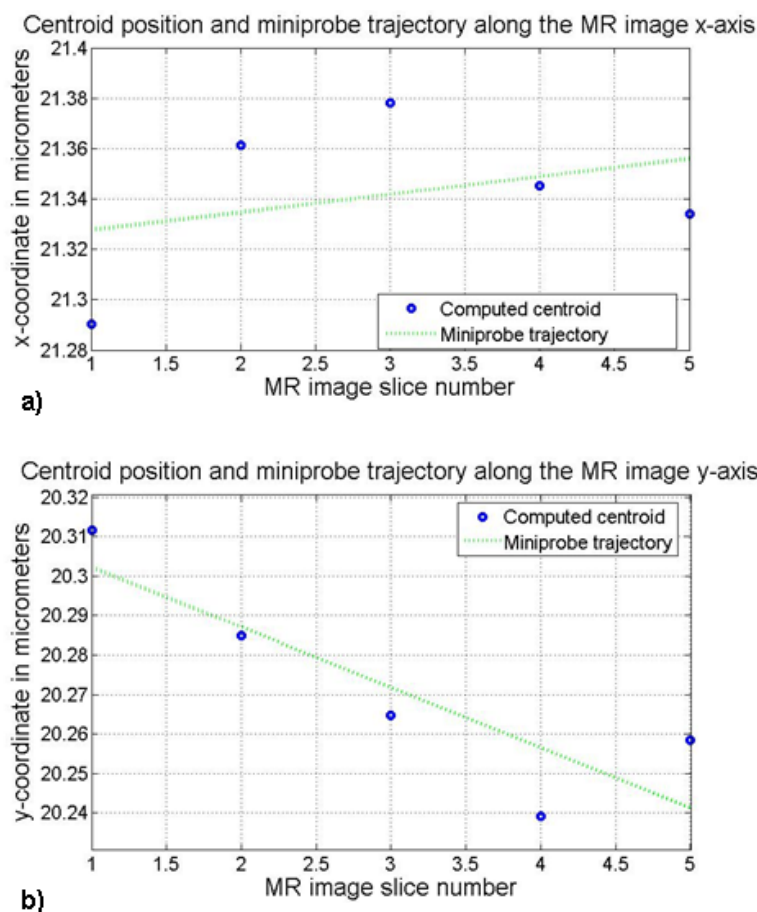 Centroid position and miniprobe trajectory along the MR image x-axis
x-coordinate in micrometers
21.4
21.38
21.36
21.34
21.32
21.3
21.28
Computed centroid
Miniprobe trajectory
1 1.5 2 2.5 3 3.5 4 4.5 5
MR image slice number
a)
Centroid position and miniprobe trajectory along the MR image y-axis
y-coordinate in micrometers
20.32
20.31
20.3
20.29
20.28
20.27
20.26
20.25
20.24
Computed centroid
Miniprobe trajectory
1 1.5 2 2.5 3 3.5 4 4.5 5
MR image slice number
b)